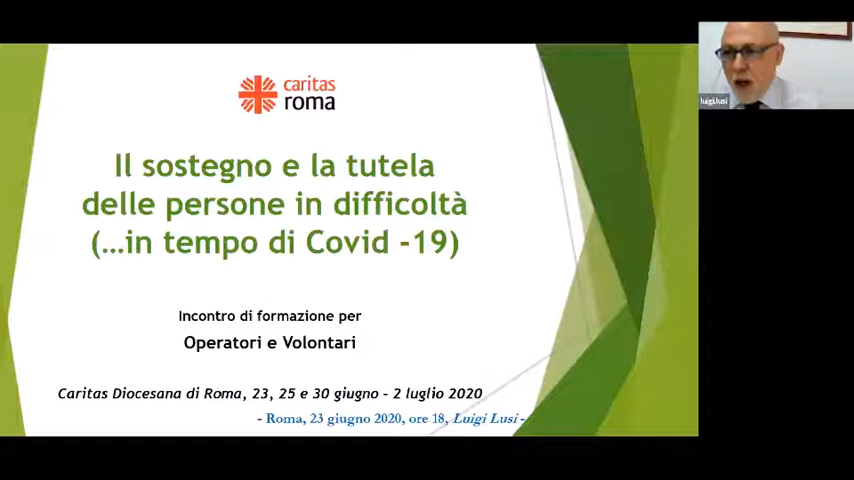 caritas
roma
luigi.lusi
Il sostegno e la tutela
delle persone in difficoltà
(...in tempo di Covid -19)
Incontro di formazione per
Operatori e Volontari
Caritas Diocesana di Roma, 23, 25 e 30 giugno - 2 luglio 2020
- Roma, 23 giugno 2020, ore 18, Luigi Lusi -